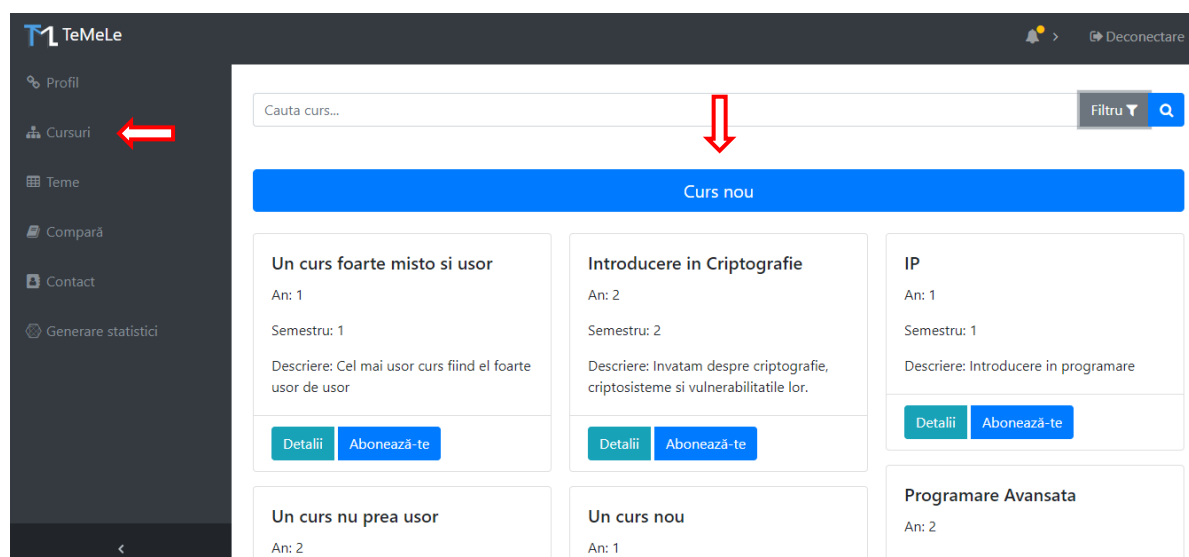 TeMeLe
Deconectare
Profil
Cursuri
Teme
Compară
Contact
Generare statistici
Cauta curs...
Filtru
Curs nou
Un curs foarte misto si usor
An: 1
Semestru: 1
Descriere: Cel mai usor curs fiind el foarte
usor de usor
Detalii
Abonează-te
Introducere in Criptografie
An: 2
Semestru: 2
Descriere: Invatam despre criptografie,
criptosisteme si vulnerabilitatile lor.
Detalii
Abonează-te
IP
An: 1
Semestru: 1
Descriere: Introducere in programare
Detalii
Abonează-te
Un curs nu prea usor
An: 2
Un curs nou
An: 1
Programare Avansata
An: 2